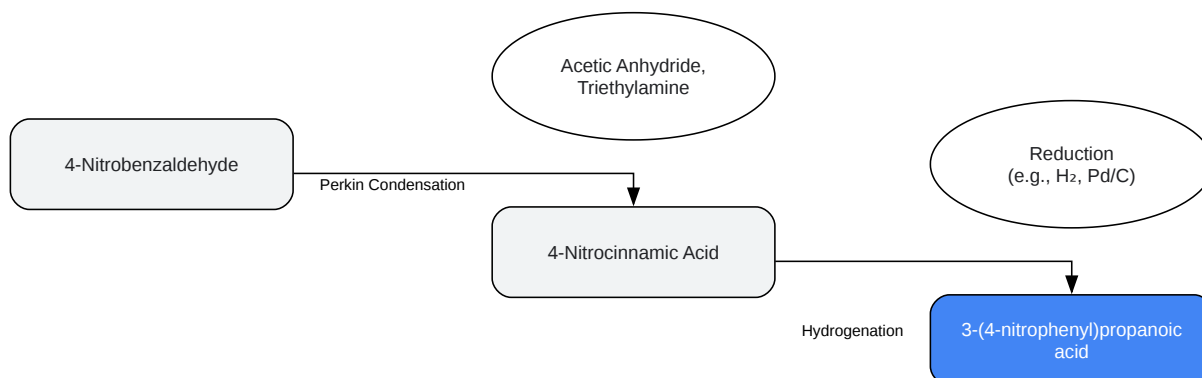 Acetic Anhydride,
Triethylamine
4-Nitrobenzaldehyde
Perkin Condensation
Reduction
(e.g., H₂, Pd/C)
4-Nitrocinnamic Acid
Hydrogenation
3-(4-nitrophenyl)propanoic
acid